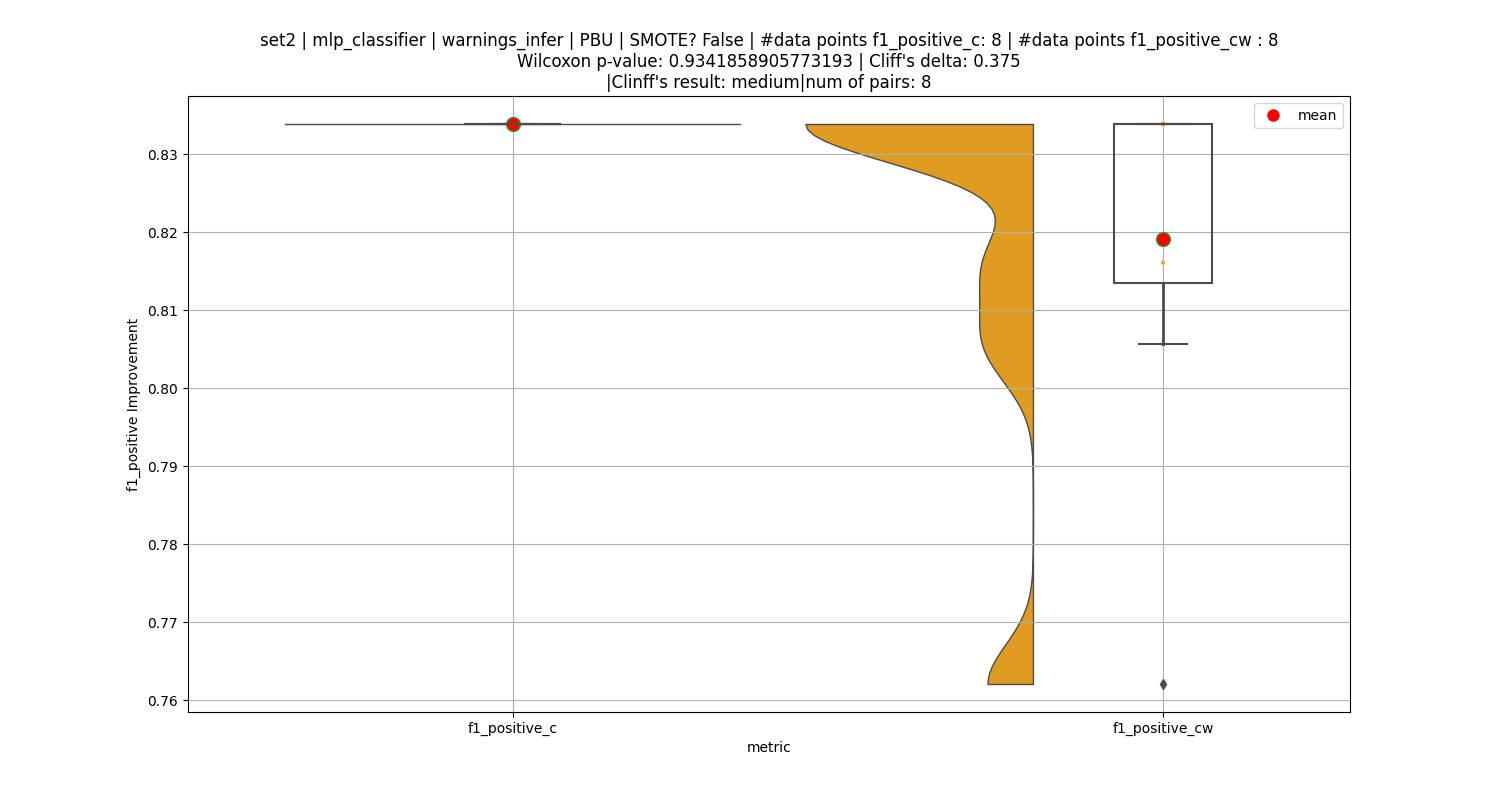 set2 | mlp_classifier | warnings_infer | PBU | SMOTE? False | #data points f1_positive_c: 8 | #data points f1_positive_cw : 8
Wilcoxon p-value: 0.9341858905773193 | Cliff's delta: 0.375
|Clinff's result: medium|num of pairs: 8
mean
0.83
0.82
0.81
0.80
0.79
0.78
0.77
0.76
f1_positive Improvement
f1_positive_c
f1_positive_cw
metric